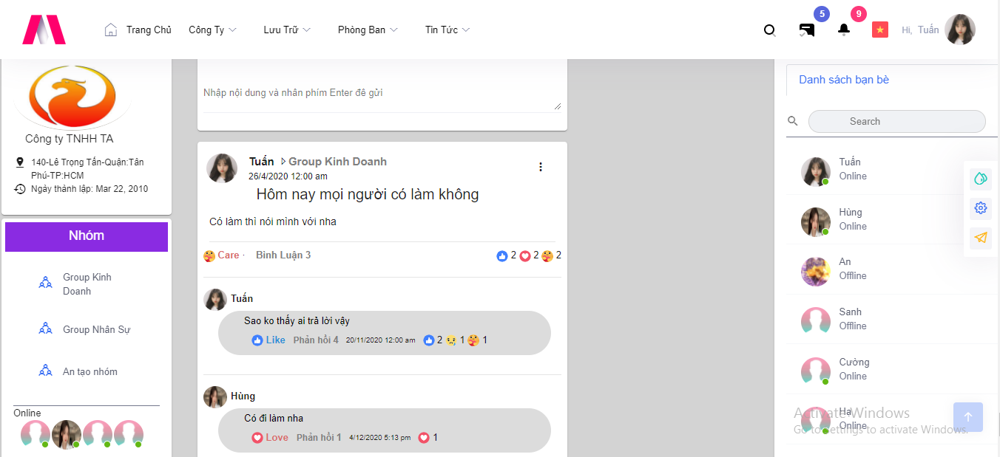 Trang Chủ
Công Ty
Lưu Trữ
Phòng Ban
Tin Tức
5
9
Hi, Tuấn
Công ty TNHH TA
140-Lê Trọng Tấn-Quận:Tân
Phú-TP:HCM
Ngày thành lập: Mar 22, 2010
Nhóm
Group Kinh
Doanh
Group Nhân Sự
An tạo nhóm
Online
Nhập nội dung và nhân phím Enter đê gửi
Tuấn Group Kinh Doanh
26/4/2020 12:00 am
Hôm nay mọi người có làm không
Có làm thì nói mình với nha
Care · Bình Luận 3
2 2 2
Tuấn
Sao ko thấy ai trả lời vậy
Like Phản hồi 4 20/11/2020 12:00 am 2 1 1
Hùng
Có đi làm nha
Love Phản hồi 1 4/12/2020 5:13 pm 1
Danh sách bạn bè
Search
Tuấn
Online
Hùng
Online
An
Offline
Sanh
Offline
Cường
Online
Hạ
Online
Activate Windows
Go to Settings to activate Windows.